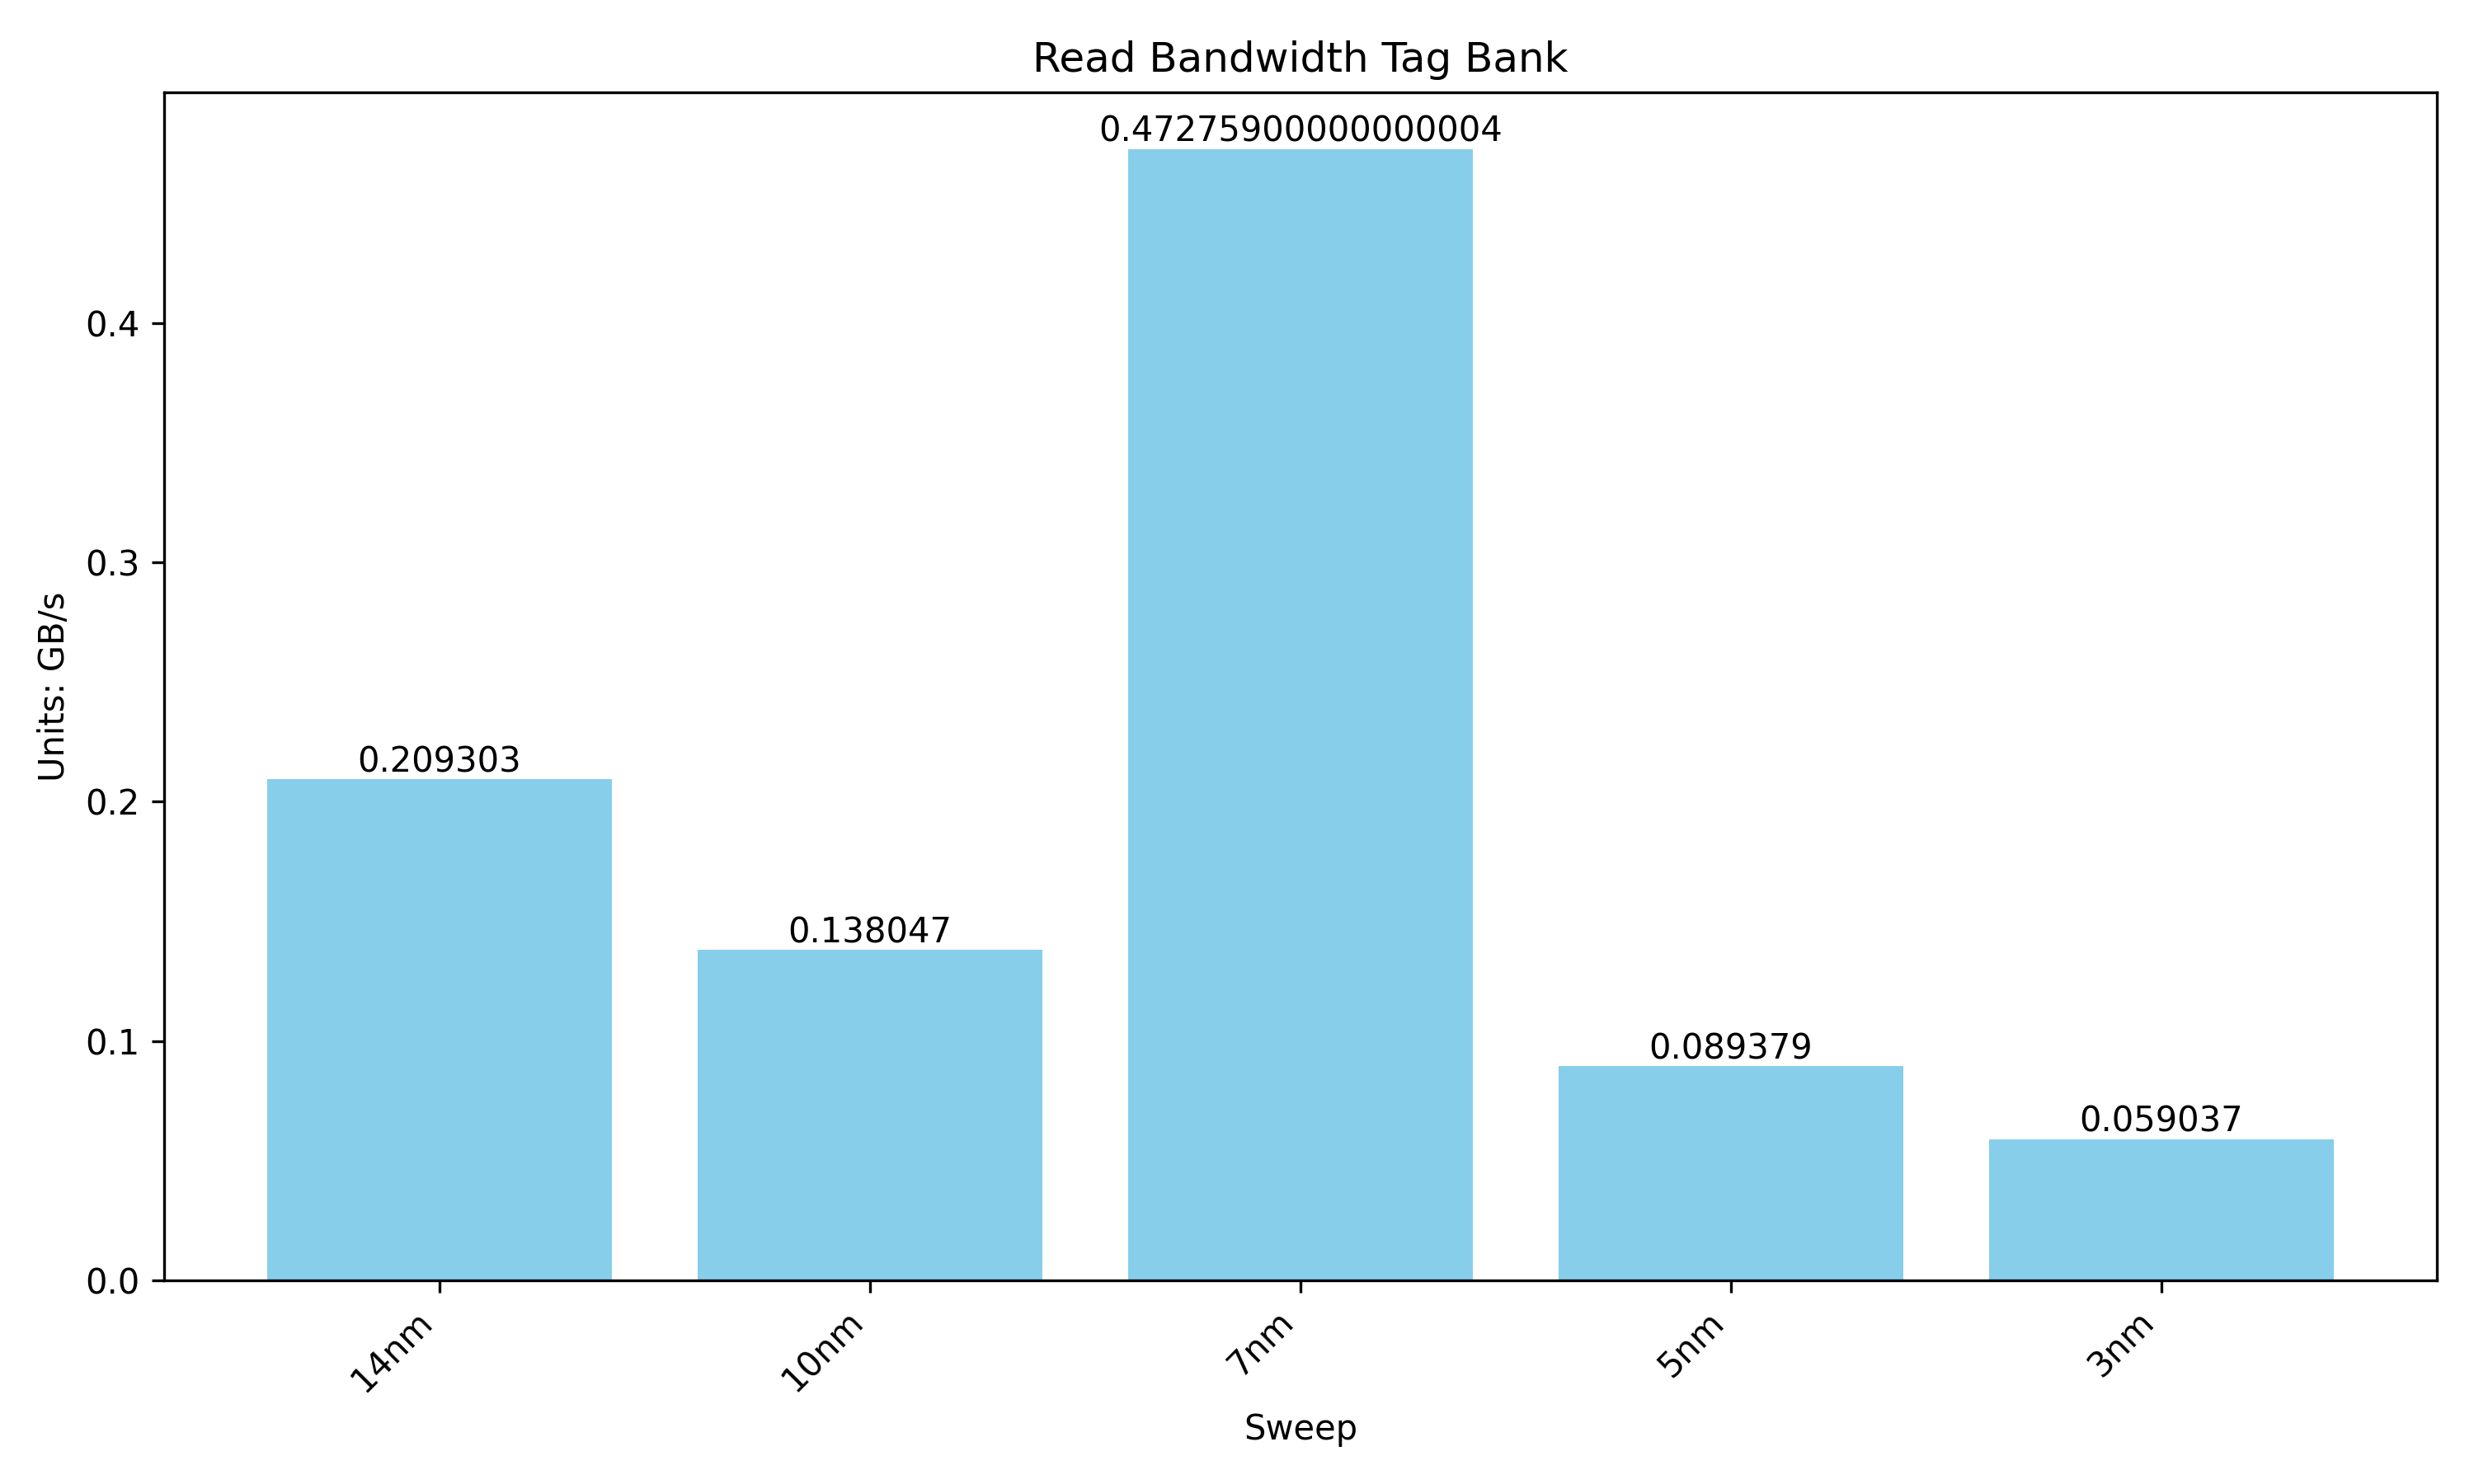 Read Bandwidth Tag Bank
0.47275900000000004
0.4
0.3
Units: GB/s
0.209303
0.2
0.138047
0.1
0.089379
0.059037
0.0
14nm
10nm
7nm
5nm
3nm
Sweep